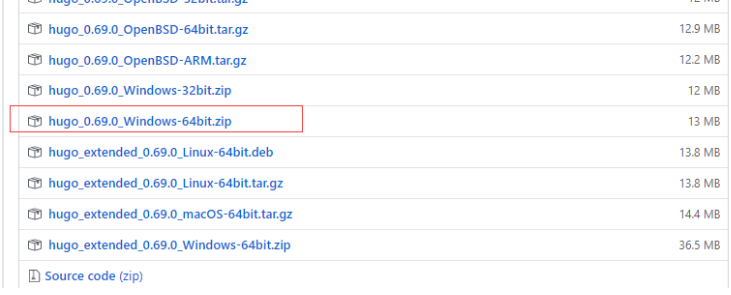 hugo_0.69.0_OpenBSD-32bit.tar.gz 12 MB
hugo_0.69.0_OpenBSD-64bit.tar.gz 12.9 MB
hugo_0.69.0_OpenBSD-ARM.tar.gz 12.2 MB
hugo_0.69.0_Windows-32bit.zip 12 MB
hugo_0.69.0_Windows-64bit.zip 13 MB
hugo_extended_0.69.0_Linux-64bit.deb 13.8 MB
hugo_extended_0.69.0_Linux-64bit.tar.gz 13.8 MB
hugo_extended_0.69.0_macOS-64bit.tar.gz 14.4 MB
hugo_extended_0.69.0_Windows-64bit.zip 36.5 MB
Source code (zip)